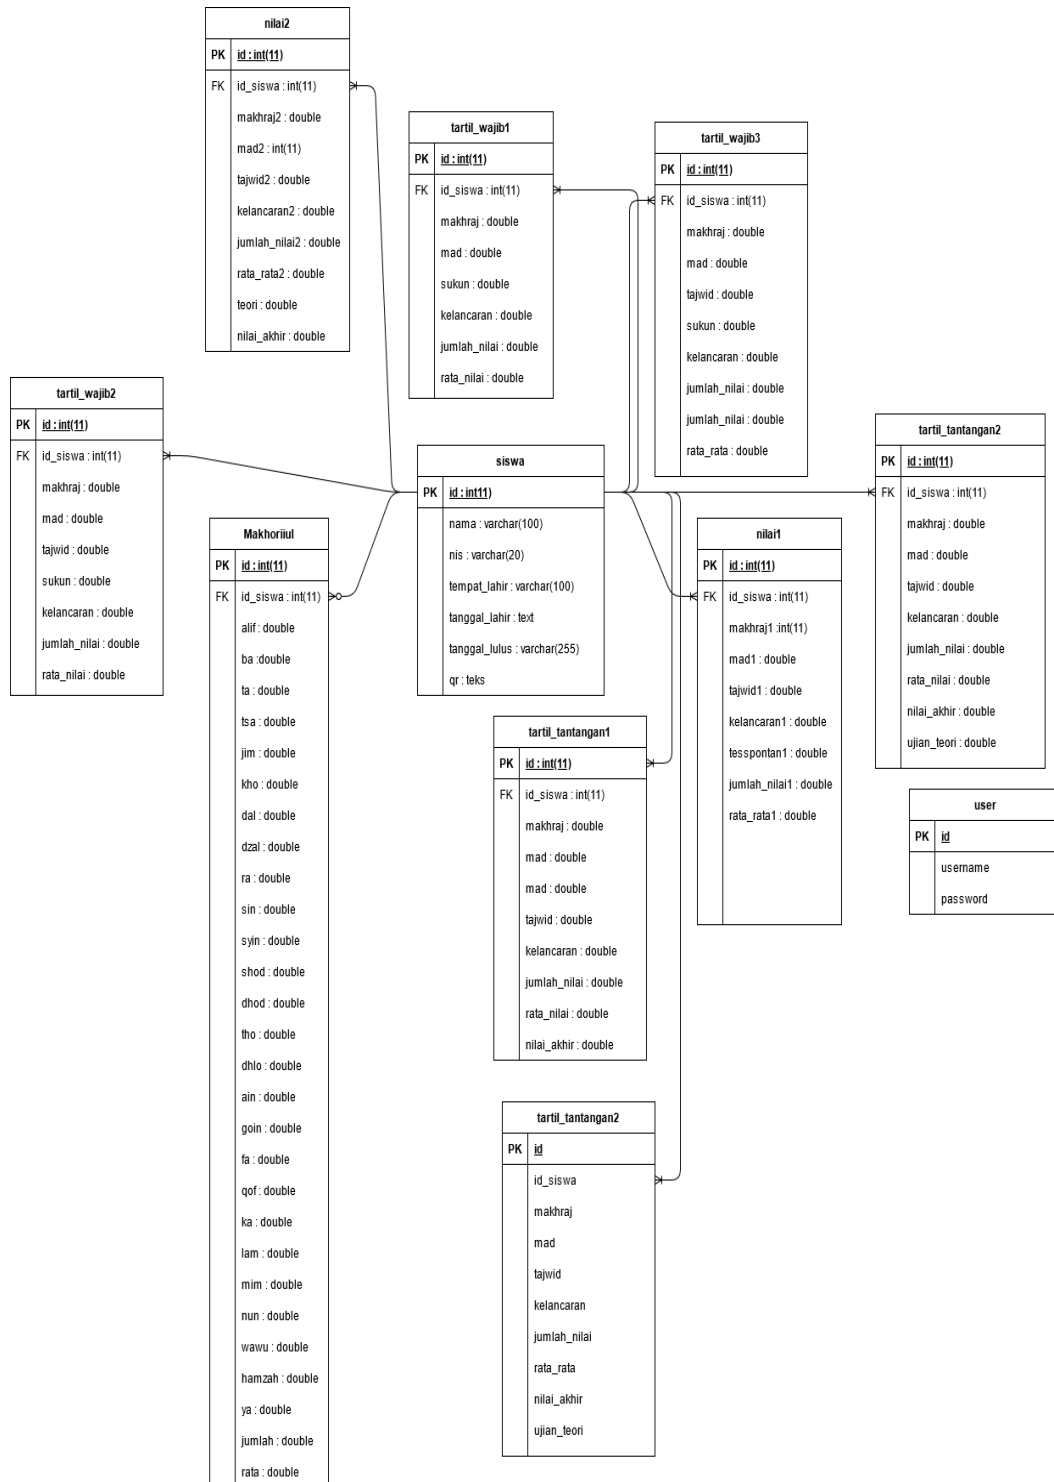 nilai2
PK id : int(11)
FK id_siswa : int(11)
makhraj2 : double
mad2 : int(11)
tajwid2 : double
kelancaran2 : double
jumlah_nilai2 : double
rata_rata2 : double
teori : double
nilai_akhir : double
tartil_wajib1
PK id : int(11)
FK id_siswa : int(11)
makhraj : double
mad : double
sukun : double
kelancaran : double
jumlah_nilai : double
rata_nilai : double
tartil_wajib3
PK id : int(11)
FK id_siswa : int(11)
makhraj : double
mad : double
tajwid : double
sukun : double
kelancaran : double
jumlah_nilai : double
jumlah_nilai : double
rata_rata : double
tartil_wajib2
PK id : int(11)
FK id_siswa : int(11)
makhraj : double
mad : double
tajwid : double
sukun : double
kelancaran : double
jumlah_nilai : double
rata_nilai : double
siswa
PK id : int11)
nama : varchar(100)
nis : varchar(20)
tempat_lahir : varchar(100)
tanggal_lahir : text
tanggal_lulus : varchar(255)
qr : teks
tartil_tantangan2
PK id : int(11)
FK id_siswa : int(11)
makhraj : double
mad : double
tajwid : double
kelancaran : double
jumlah_nilai : double
rata_nilai : double
nilai_akhir : double
ujian_teori : double
Makhoriiul
PK id : int(11)
FK id_siswa : int(11)
alif : double
ba :double
ta : double
tsa : double
jim : double
kho : double
dal : double
dzal : double
ra : double
sin : double
syin : double
shod : double
dhod : double
tho : double
dhlo : double
ain : double
goin : double
fa : double
qof : double
ka : double
lam : double
mim : double
nun : double
wawu : double
hamzah : double
ya : double
jumlah : double
rata : double
nilai1
PK id : int(11)
FK id_siswa : int(11)
makhraj1 :int(11)
mad1 : double
tajwid1 : double
kelancaran1 : double
tesspontan1 : double
jumlah_nilai1 : double
rata_rata1 : double
tartil_tantangan1
PK id : int(11)
FK id_siswa : int(11)
makhraj : double
mad : double
mad : double
tajwid : double
kelancaran : double
jumlah_nilai : double
rata_nilai : double
nilai_akhir : double
user
PK id
username
password
tartil_tantangan2
PK id
id_siswa
makhraj
mad
tajwid
kelancaran
jumlah_nilai
rata_rata
nilai_akhir
ujian_teori